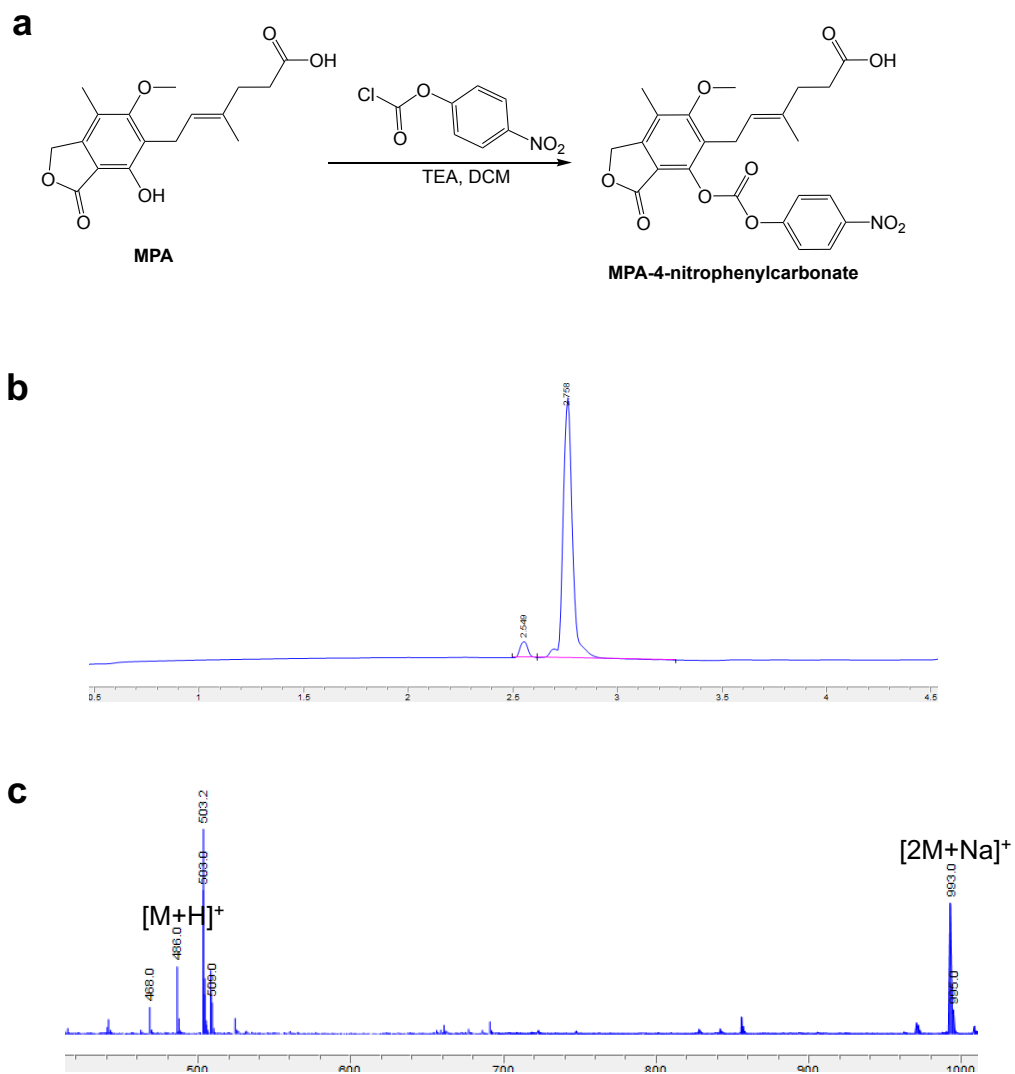 a
O
OH
O
O
O
OH
MPA
Cl
O
O
NO2
TEA, DCM
O
OH
O
O
O
O
O
O
NO2
MPA-4-nitrophenylcarbonate
b
2.549
2.758
0.5 1 1.5 2 2.5 3 3.5 4 4.5
c
[M+H]+
[2M+Na]+
468.0
486.0
503.0
503.2
509.0
993.0
995.0
500 600 700 800 900 1000